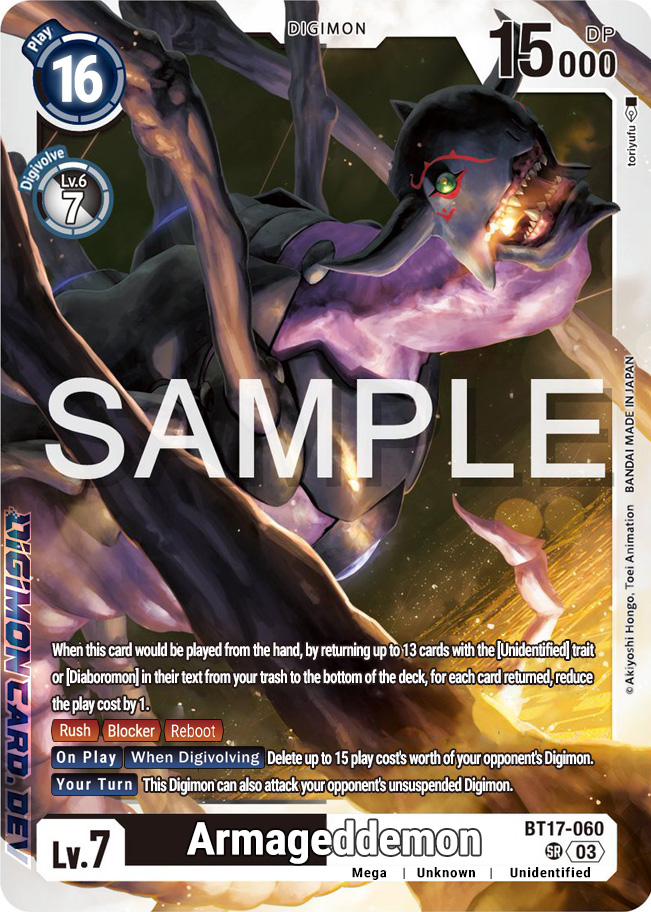 Play
16
DIGIMON
15000
DP
Digivolve
Lv.6
7
toriyufu
SAMPLE
© Akiyoshi Hongo, Toei Animation BANDAI MADE IN JAPAN
DIGIMON CARD.DEV
When this card would be played from the hand, by returning up to 13 cards with the [Unidentified] trait
or [Diaboromon] in their text from your trash to the bottom of the deck, for each card returned, reduce
the play cost by 1.
Rush Blocker Reboot
On Play When Digivolving Delete up to 15 play cost's worth of your opponent's Digimon.
Your Turn This Digimon can also attack your opponent's unsuspended Digimon.
Lv.7
Armageddemon
BT17-060
SR 03
Mega | Unknown | Unidentified